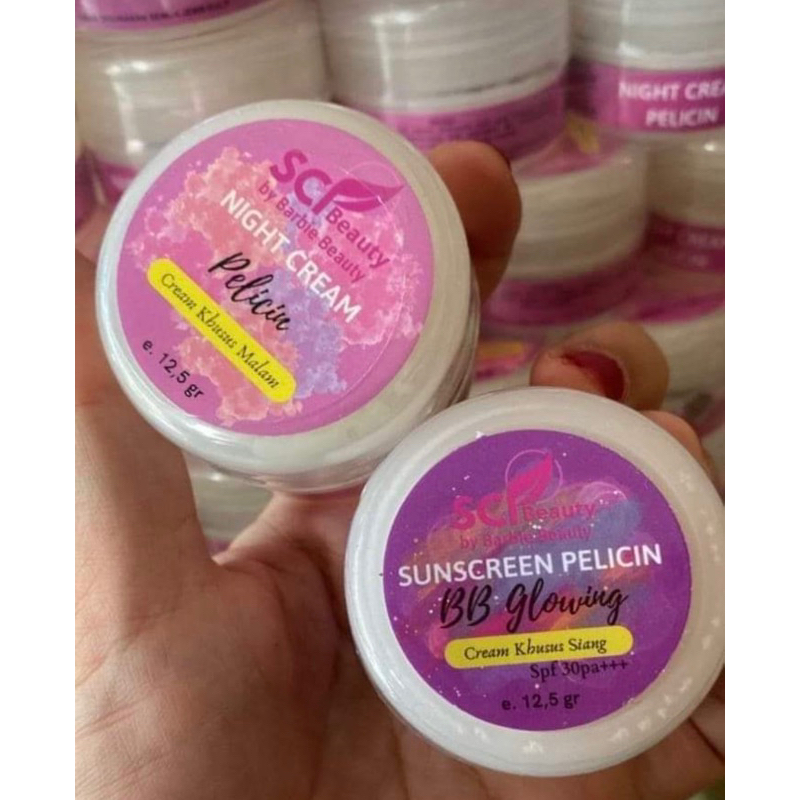 SCP Beauty
by Barbie Beauty
NIGHT CREAM
Pelicin
Cream Khusus Malam
e. 12,5 gr
SCP Beauty
by Barbie Beauty
SUNSCREEN PELICIN
BB Glowing
Cream Khusus Siang
Spf 30pa+++
e. 12,5 gr
NIGHT CREA
PELICIN